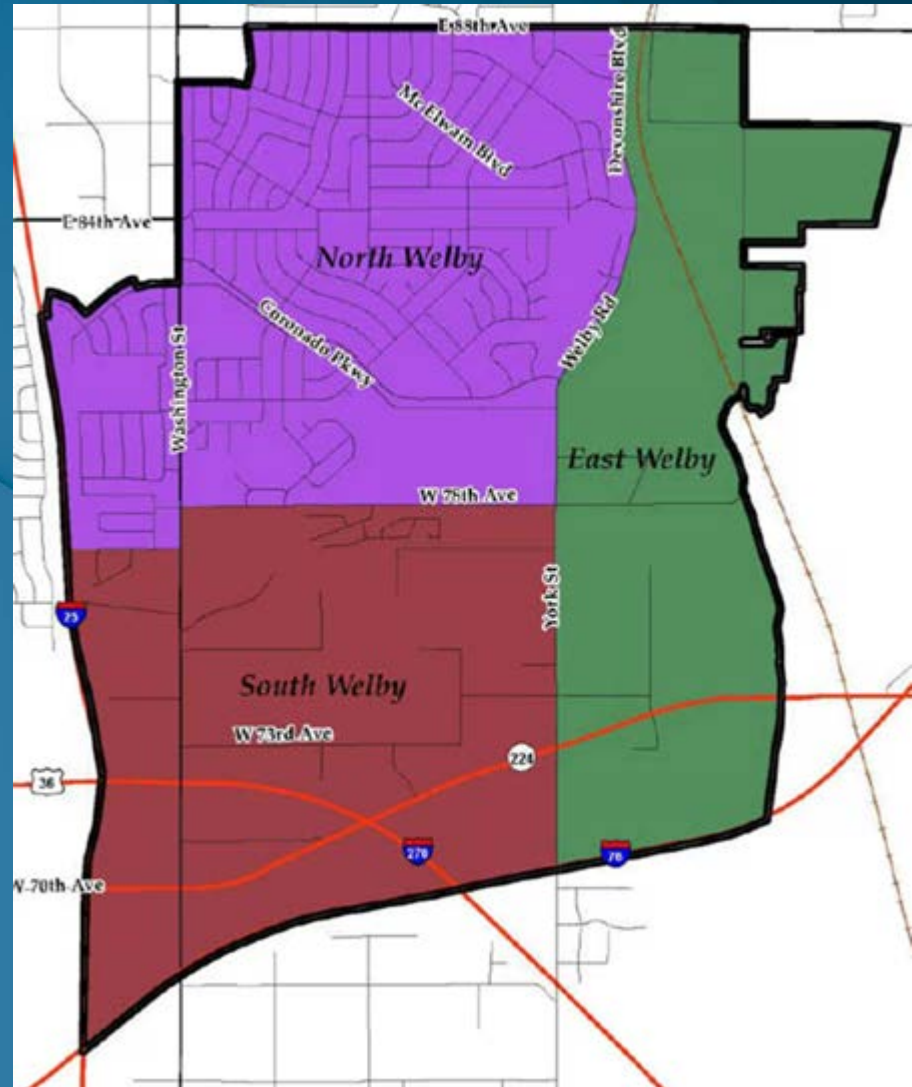 E 88th Ave
Devonshire Blvd
Mc Elwain Blvd
E 84th Ave
North Welby
Welby Rd
Coronado Pkwy
Washington St
East Welby
W 78th Ave
York St
25
South Welby
W 73rd Ave
224
36
270
76
W 70th Ave